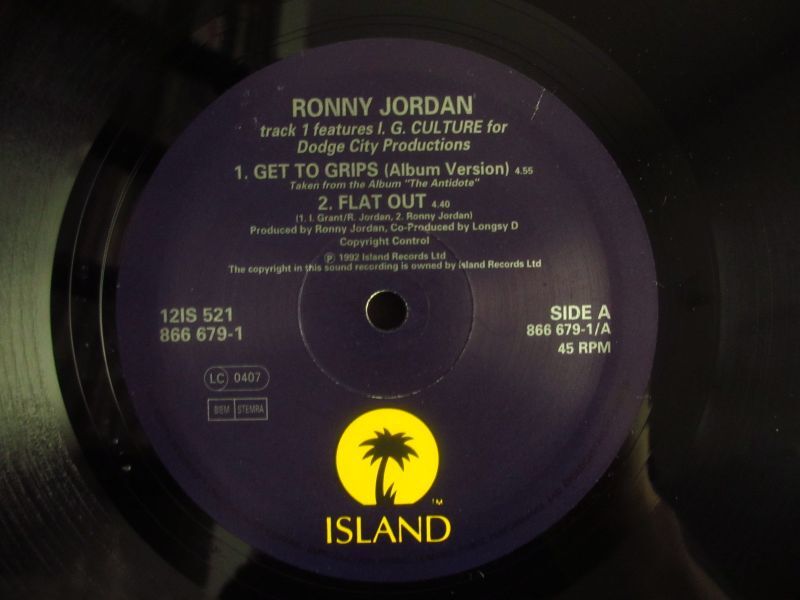 RONNY JORDAN
track 1 features I. G. CULTURE for
Dodge City Productions
1. GET TO GRIPS (Album Version) 4.55
Taken from the Album "The Antidote"
2. FLAT OUT 4.40
(1. I. Grant/R. Jordan, 2. Ronny Jordan)
Produced by Ronny Jordan, Co-Produced by Longsy D
Copyright Control
℗ 1992 Island Records Ltd
The copyright in this sound recording is owned by Island Records Ltd
12IS 521
866 679-1
SIDE A
866 679-1/A
45 RPM
LC 0407
BIEM STEMRA
TM
ISLAND